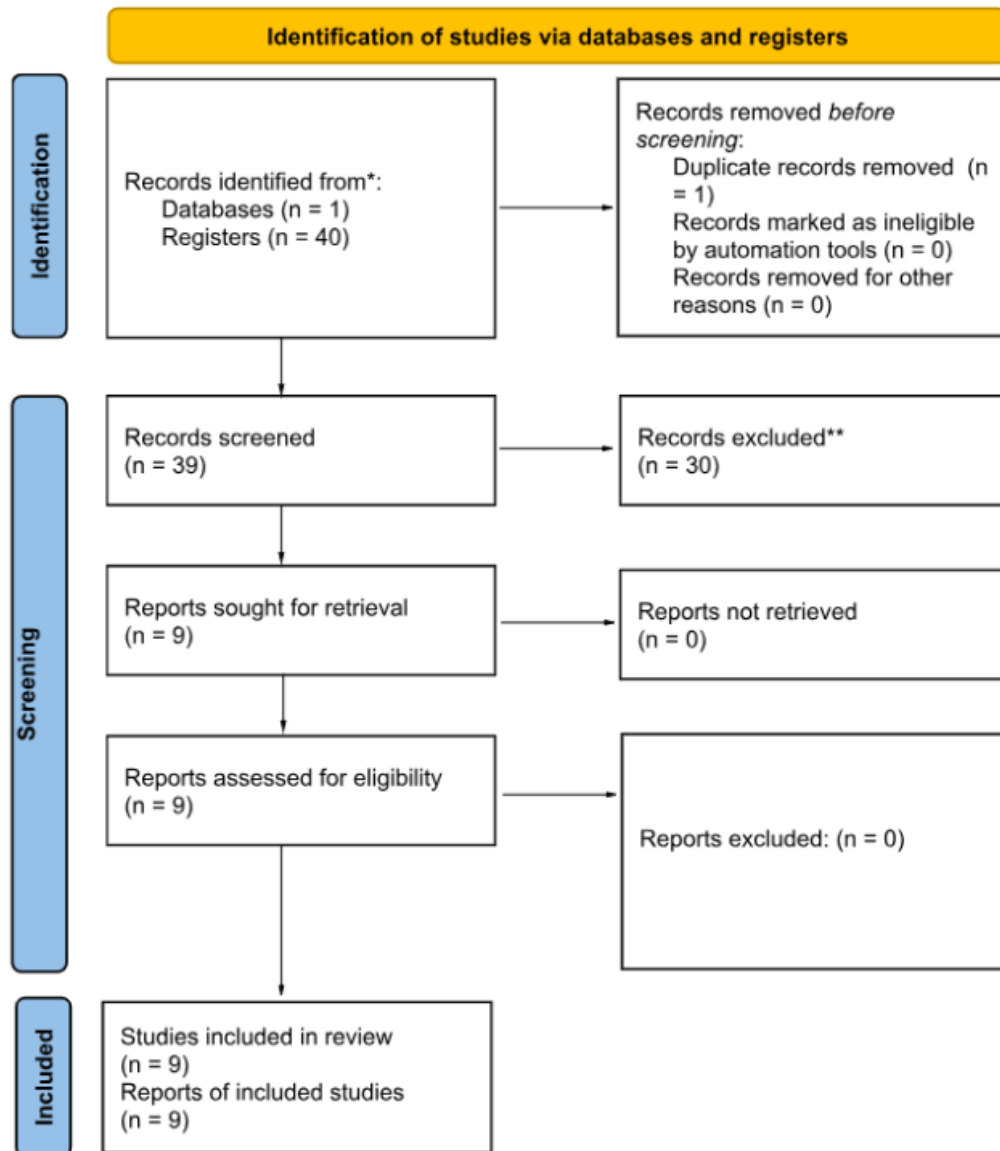 Identification of studies via databases and registers
Identification
Records identified from*:
Databases (n = 1)
Registers (n = 40)
Records removed before
screening:
Duplicate records removed (n
= 1)
Records marked as ineligible
by automation tools (n = 0)
Records removed for other
reasons (n = 0)
Screening
Records screened
(n = 39)
Records excluded**
(n = 30)
Reports sought for retrieval
(n = 9)
Reports not retrieved
(n = 0)
Reports assessed for eligibility
(n = 9)
Reports excluded: (n = 0)
Included
Studies included in review
(n = 9)
Reports of included studies
(n = 9)